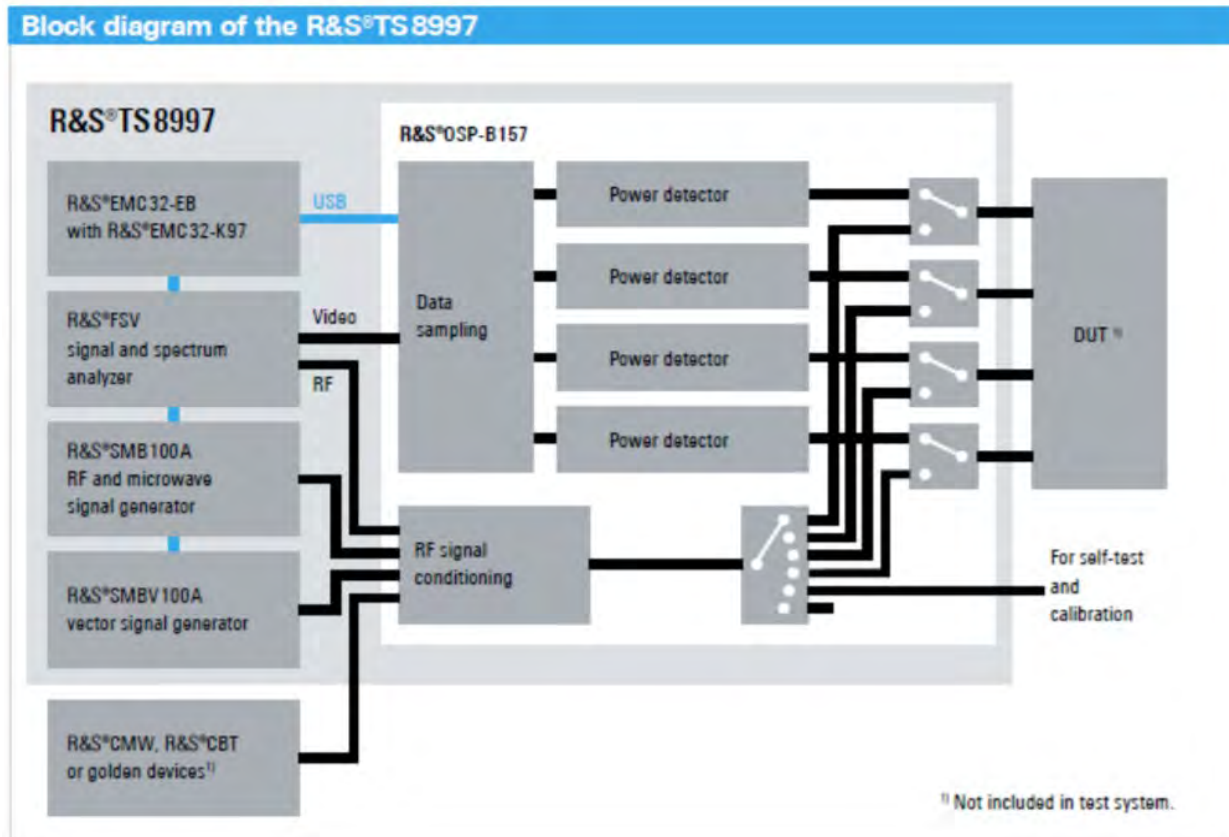 Block diagram of the R&S®TS8997
R&S®TS8997
R&S®OSP-B157
R&S®EMC32-EB
with R&S®EMC32-K97
USB
R&S®FSV
signal and spectrum
analyzer
Video
RF
R&S®SMB100A
RF and microwave
signal generator
R&S®SMBV100A
vector signal generator
R&S®CMW, R&S®CBT
or golden devices¹⁾
Data
sampling
Power detector
Power detector
Power detector
Power detector
RF signal
conditioning
DUT ¹⁾
For self-test
and
calibration
¹⁾ Not included in test system.